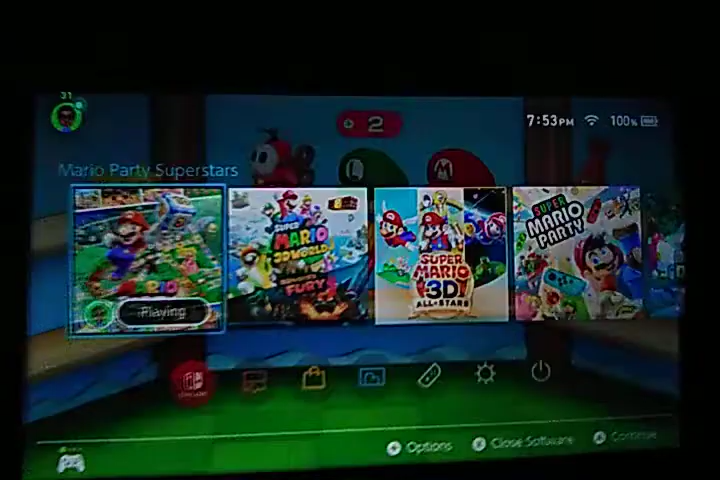 31
2
7:53PM 100%
Mario Party Superstars
SUPER MARIO 3D WORLD
FURY
SUPER MARIO 3D ALL-STARS
SUPER MARIO PARTY
Playing
Options Close Software Continue